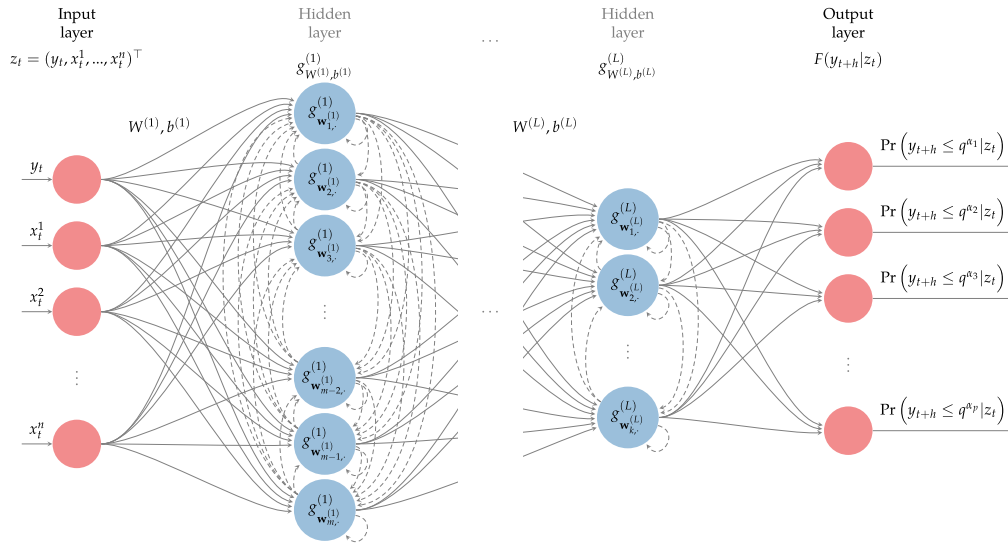 Input
layer
z_t = (y_t, x_t^1, ..., x_t^n)^⊤
Hidden
layer
g^{(1)}_{W^{(1)}, b^{(1)}}
...
Hidden
layer
g^{(L)}_{W^{(L)}, b^{(L)}}
Output
layer
F(y_{t+h}|z_t)
W^{(1)}, b^{(1)}
W^{(L)}, b^{(L)}
y_t
x_t^1
x_t^2
⋮
x_t^n
g^{(1)}_{𝐰^{(1)}_{1,·}}
g^{(1)}_{𝐰^{(1)}_{2,·}}
g^{(1)}_{𝐰^{(1)}_{3,·}}
⋮
g^{(1)}_{𝐰^{(1)}_{m−2,·}}
g^{(1)}_{𝐰^{(1)}_{m−1,·}}
g^{(1)}_{𝐰^{(1)}_{m,·}}
...
g^{(L)}_{𝐰^{(L)}_{1,·}}
g^{(L)}_{𝐰^{(L)}_{2,·}}
⋮
g^{(L)}_{𝐰^{(L)}_{k,·}}
Pr (y_{t+h} ≤ q^{α_1}|z_t)
Pr (y_{t+h} ≤ q^{α_2}|z_t)
Pr (y_{t+h} ≤ q^{α_3}|z_t)
⋮
Pr (y_{t+h} ≤ q^{α_p}|z_t)